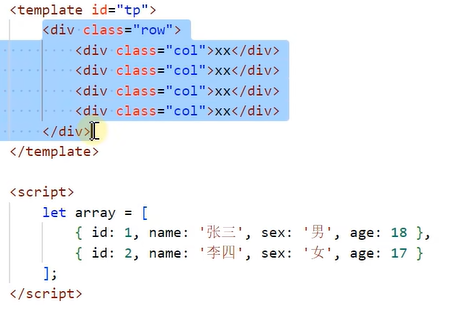 <template id="tp">
<div class="row">
<div class="col">xx</div>
<div class="col">xx</div>
<div class="col">xx</div>
<div class="col">xx</div>
</div>
</template>
<script>
let array = [
{ id: 1, name: '张三', sex: '男', age: 18 },
{ id: 2, name: '李四', sex: '女', age: 17 }
];
</script>